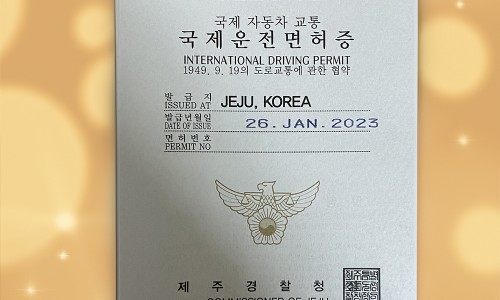 국제 자동차 교통
국제운전면허증
INTERNATIONAL DRIVING PERMIT
1949. 9. 19의 도로교통에 관한 협약
발 급 지
ISSUED AT JEJU, KOREA
발급년월일
DATE OF ISSUE 26. JAN. 2023
면 허 번 호
PERMIT NO
제 주 경 찰 청
COMMISSIONER OF JEJU